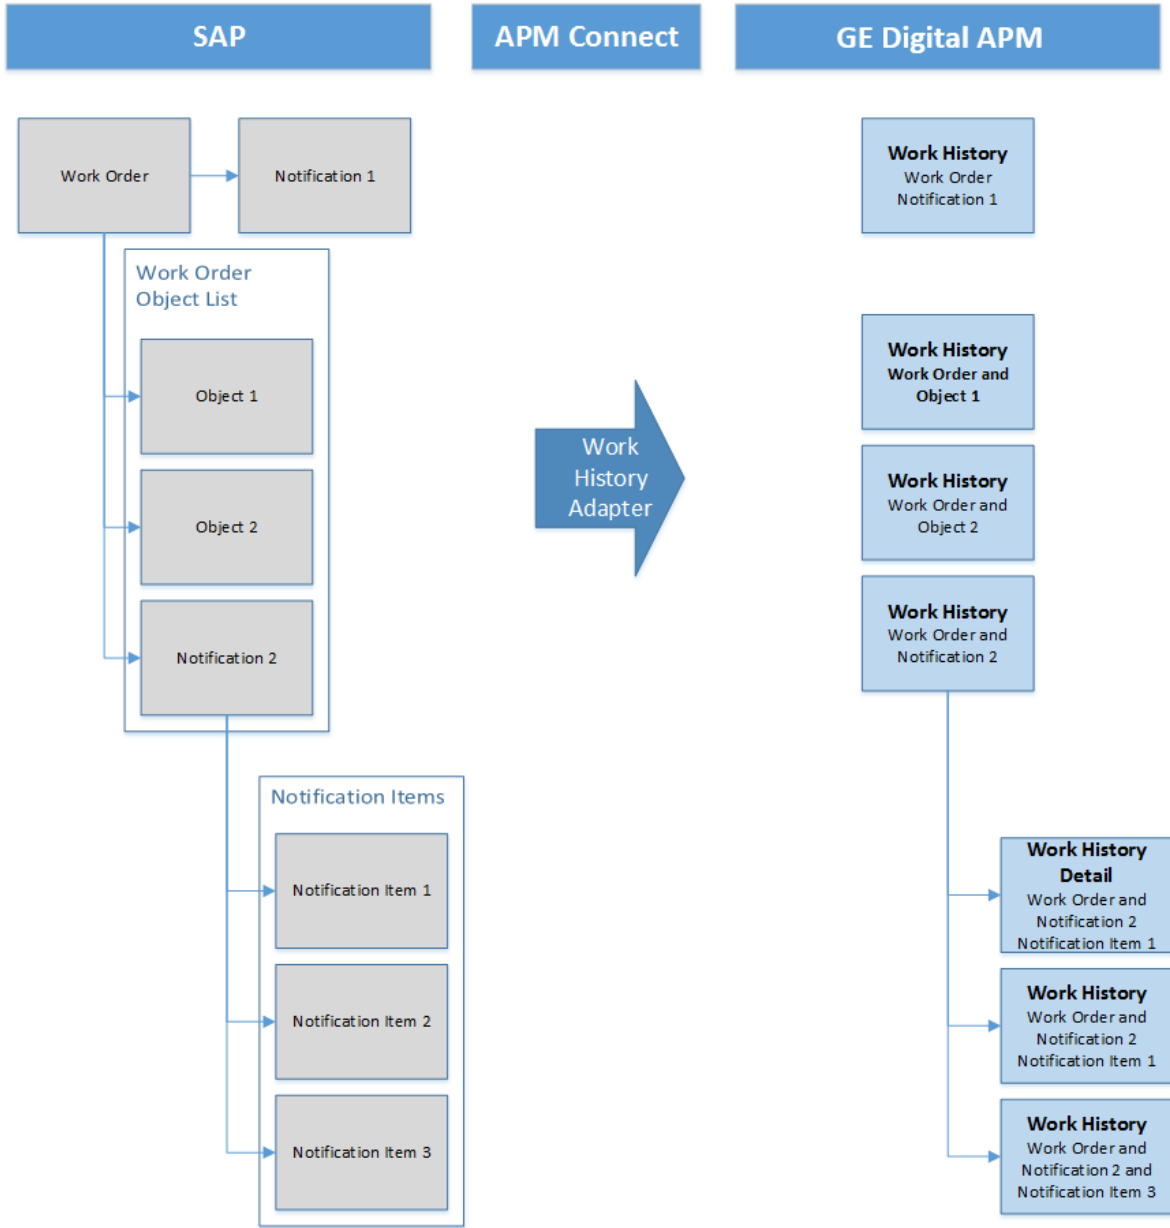 SAP
APM Connect
GE Digital APM
Work Order
Notification 1
Work Order
Object List
Object 1
Object 2
Notification 2
Notification Items
Notification Item 1
Notification Item 2
Notification Item 3
Work
History
Adapter
Work History
Work Order
Notification 1
Work History
Work Order and
Object 1
Work History
Work Order and
Object 2
Work History
Work Order and
Notification 2
Work History
Detail
Work Order and
Notification 2
Notification Item 1
Work History
Work Order and
Notification 2
Notification Item 1
Work History
Work Order and
Notification 2 and
Notification Item 3